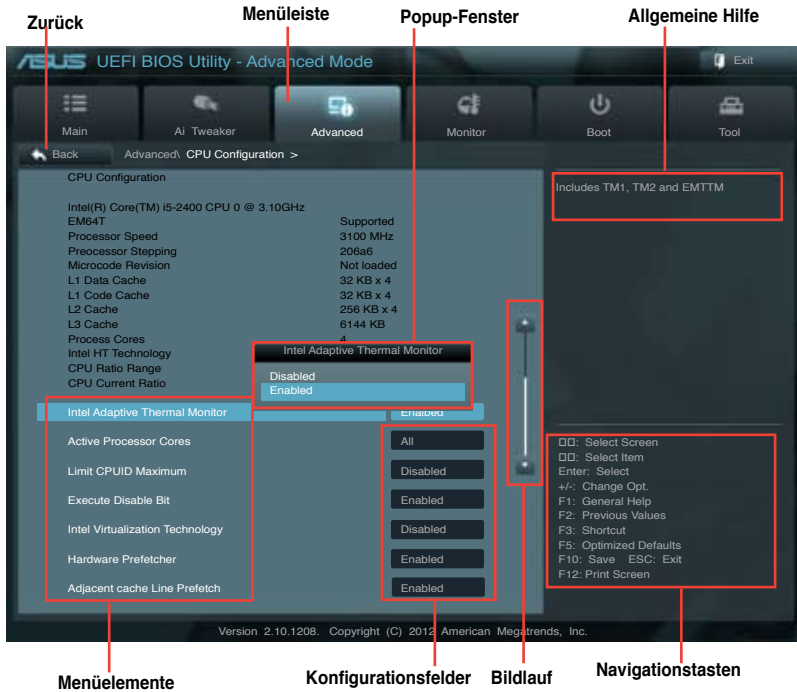 Zurück
Menüleiste
Popup-Fenster
Allgemeine Hilfe
ASUS UEFI BIOS Utility - Advanced Mode
Exit
Main
Ai Tweaker
Advanced
Monitor
Boot
Tool
Back
Advanced\ CPU Configuration >
CPU Configuration
Includes TM1, TM2 and EMTTM
Intel(R) Core(TM) i5-2400 CPU 0 @ 3.10GHz
EM64T Supported
Processor Speed 3100 MHz
Preocessor Stepping 206a6
Microcode Revision Not loaded
L1 Data Cache 32 KB x 4
L1 Code Cache 32 KB x 4
L2 Cache 256 KB x 4
L3 Cache 6144 KB
Process Cores 4
Intel HT Technology
CPU Ratio Range
CPU Current Ratio
Intel Adaptive Thermal Monitor
Disabled
Enabled
Intel Adaptive Thermal Monitor Enalbed
Active Processor Cores All
Limit CPUID Maximum Disabled
Execute Disable Bit Enabled
Intel Virtualization Technology Disabled
Hardware Prefetcher Enabled
Adjacent cache Line Prefetch Enabled
□□: Select Screen
□□: Select Item
Enter: Select
+/-: Change Opt.
F1: General Help
F2: Previous Values
F3: Shortcut
F5: Optimized Defaults
F10: Save ESC: Exit
F12: Print Screen
Version 2.10.1208. Copyright (C) 2012 American Megatrends, Inc.
Menüelemente
Konfigurationsfelder
Bildlauf
Navigationstasten